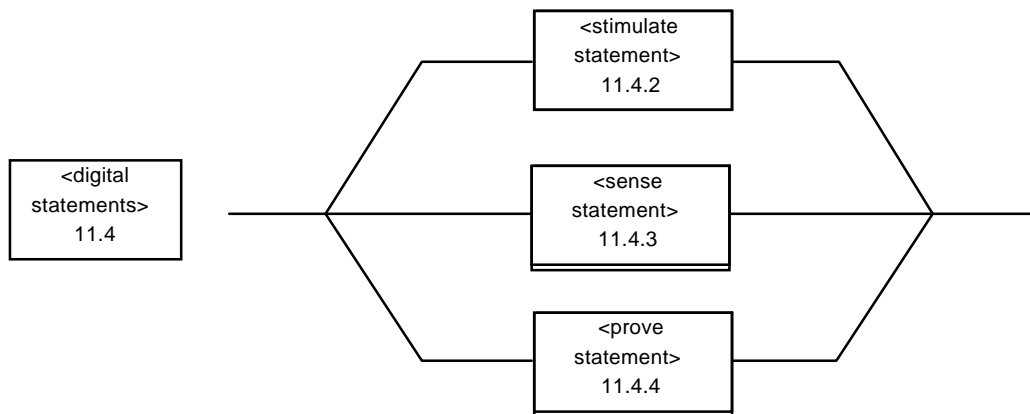 <stimulate
statement>
11.4.2
<digital
statements>
11.4
<sense
statement>
11.4.3
<prove
statement>
11.4.4